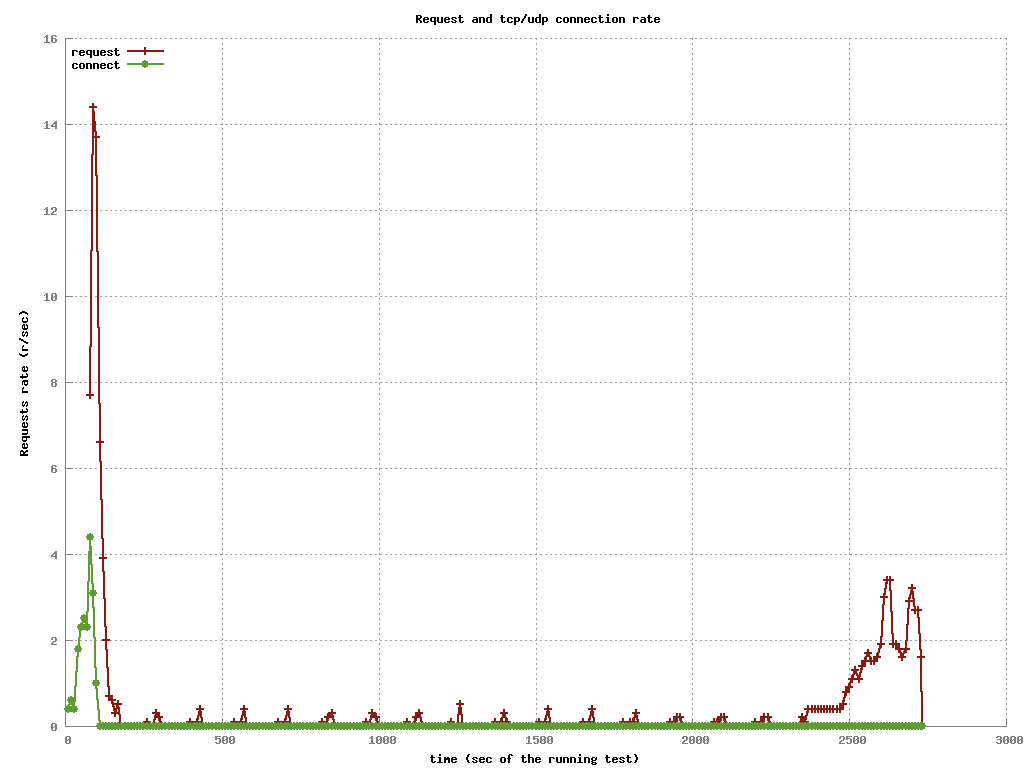 Request and tcp/udp connection rate
16
request
connect
14
12
10
8
6
4
2
0
Requests rate (r/sec)
0 500 1000 1500 2000 2500 3000
time (sec of the running test)